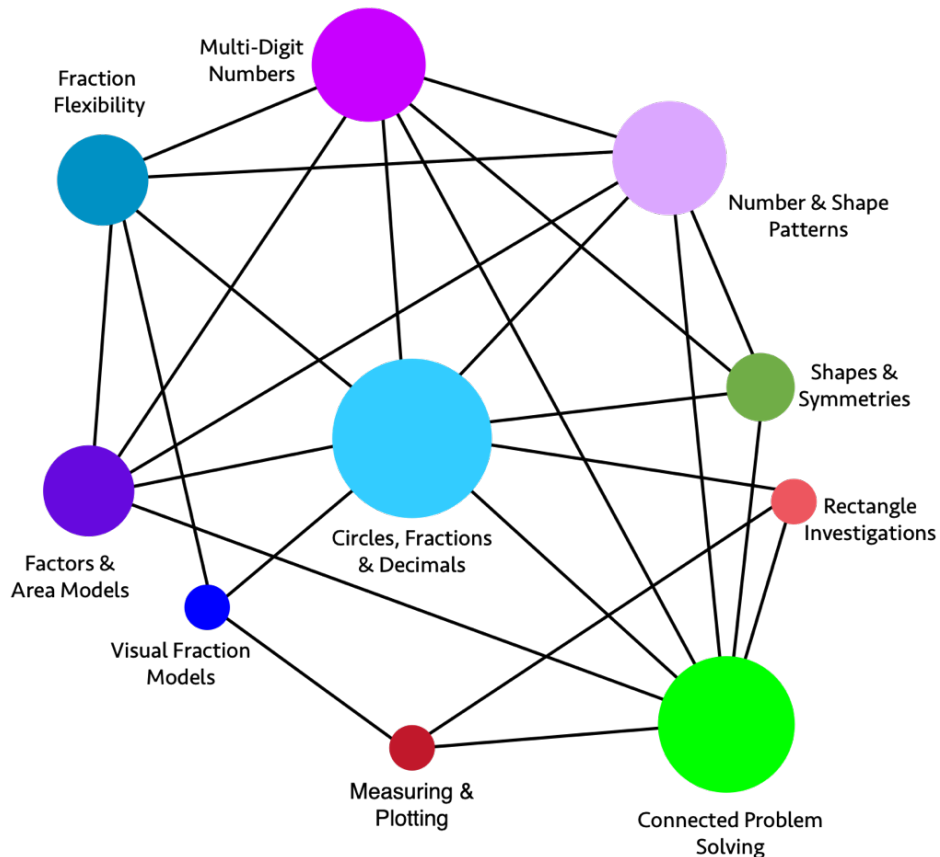 Multi-Digit
Numbers
Fraction
Flexibility
Number & Shape
Patterns
Shapes &
Symmetries
Rectangle
Investigations
Circles, Fractions
& Decimals
Factors &
Area Models
Visual Fraction
Models
Measuring &
Plotting
Connected Problem
Solving